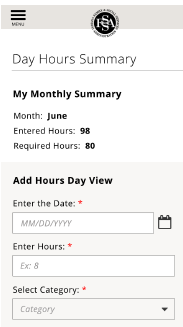 MENU
FSSA
Day Hours Summary
My Monthly Summary
Month: June
Entered Hours: 98
Required Hours: 80
Add Hours Day View
Enter the Date: *
MM/DD/YYYY
Enter Hours: *
Ex: 8
Select Category: *
Category